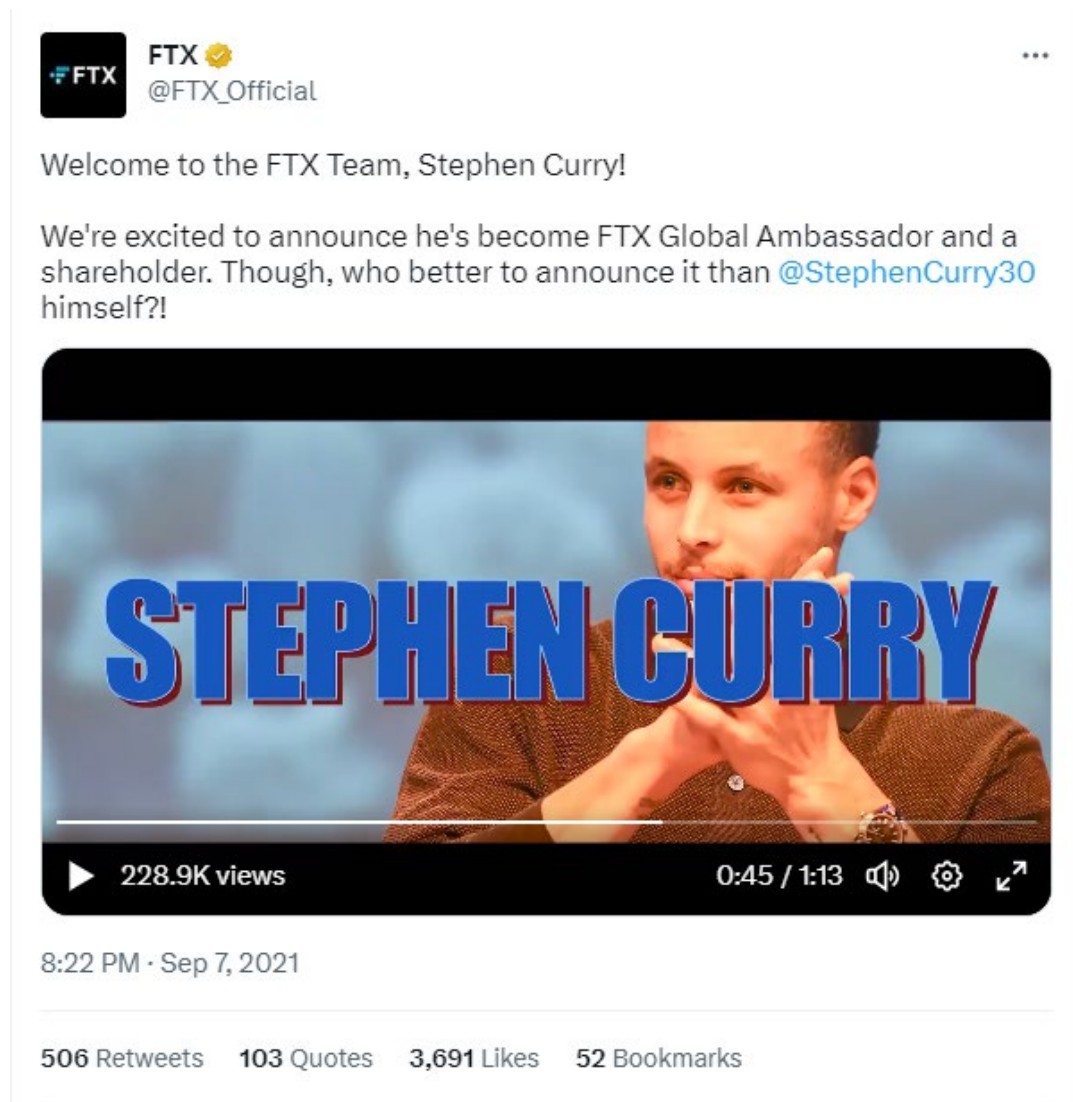 FTX
FTX
@FTX_Official
Welcome to the FTX Team, Stephen Curry!
We're excited to announce he's become FTX Global Ambassador and a
shareholder. Though, who better to announce it than @StephenCurry30
himself?!
STEPHEN CURRY
228.9K views
0:45 / 1:13
8:22 PM · Sep 7, 2021
506 Retweets 103 Quotes 3,691 Likes 52 Bookmarks